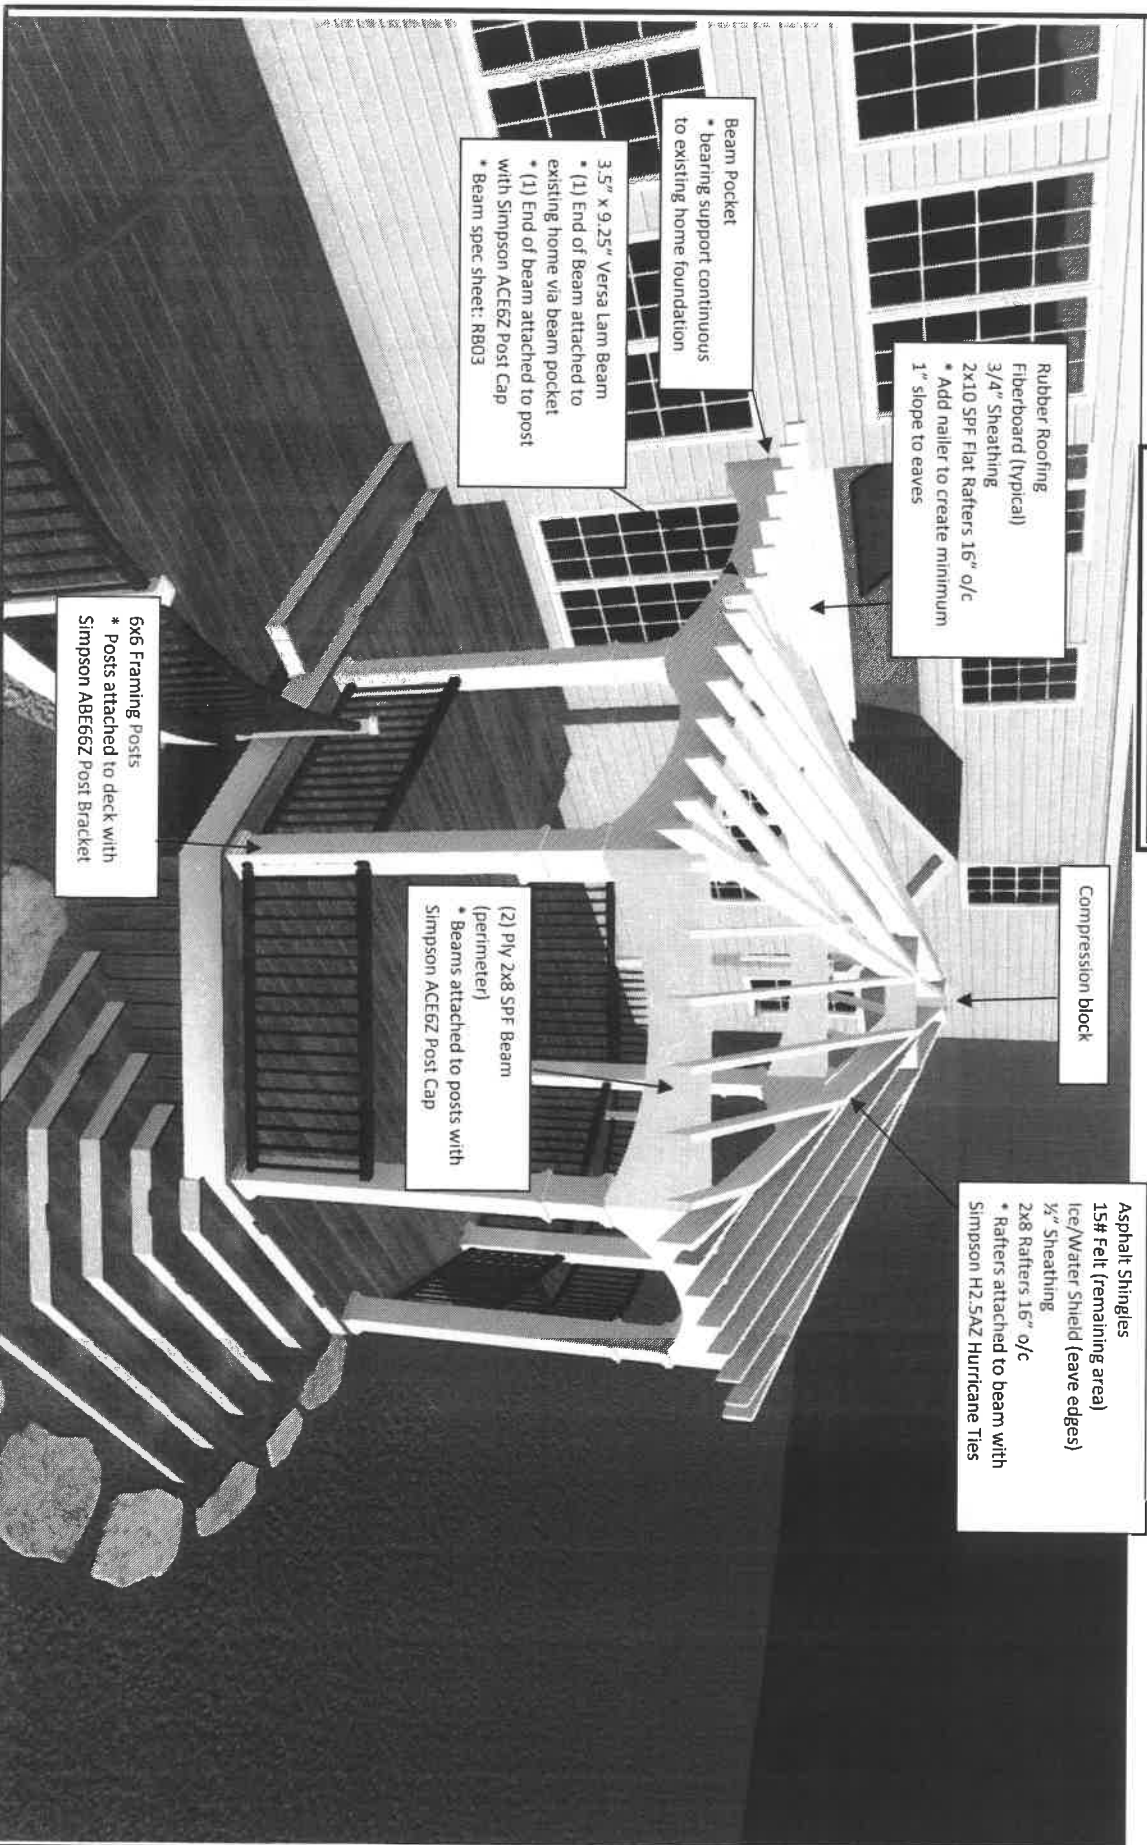 Rubber Roofing
Fiberboard (typical)
3/4" Sheathing
2x10 SPF Flat Rafters 16" o/c
* Add nailer to create minimum
1" slope to eaves
Compression block
Asphalt Shingles
15# Felt (remaining area)
Ice/Water Shield (eave edges)
½" Sheathing
2x8 Rafters 16" o/c
* Rafters attached to beam with
Simpson H2.5AZ Hurricane Ties
Beam Pocket
* bearing support continuous
to existing home foundation
3.5" x 9.25" Versa Lam Beam
* (1) End of Beam attached to
existing home via beam pocket
* (1) End of beam attached to post
with Simpson ACE6Z Post Cap
* Beam spec sheet: RB03
(2) Ply 2x8 SPF Beam
(perimeter)
* Beams attached to posts with
Simpson ACE6Z Post Cap
6x6 Framing Posts
* Posts attached to deck with
Simpson ABE66Z Post Bracket